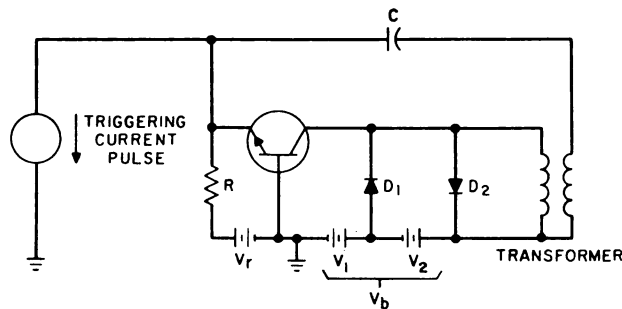 C
TRIGGERING
CURRENT
PULSE
R
D1
D2
Vr
V1
V2
TRANSFORMER
Vb